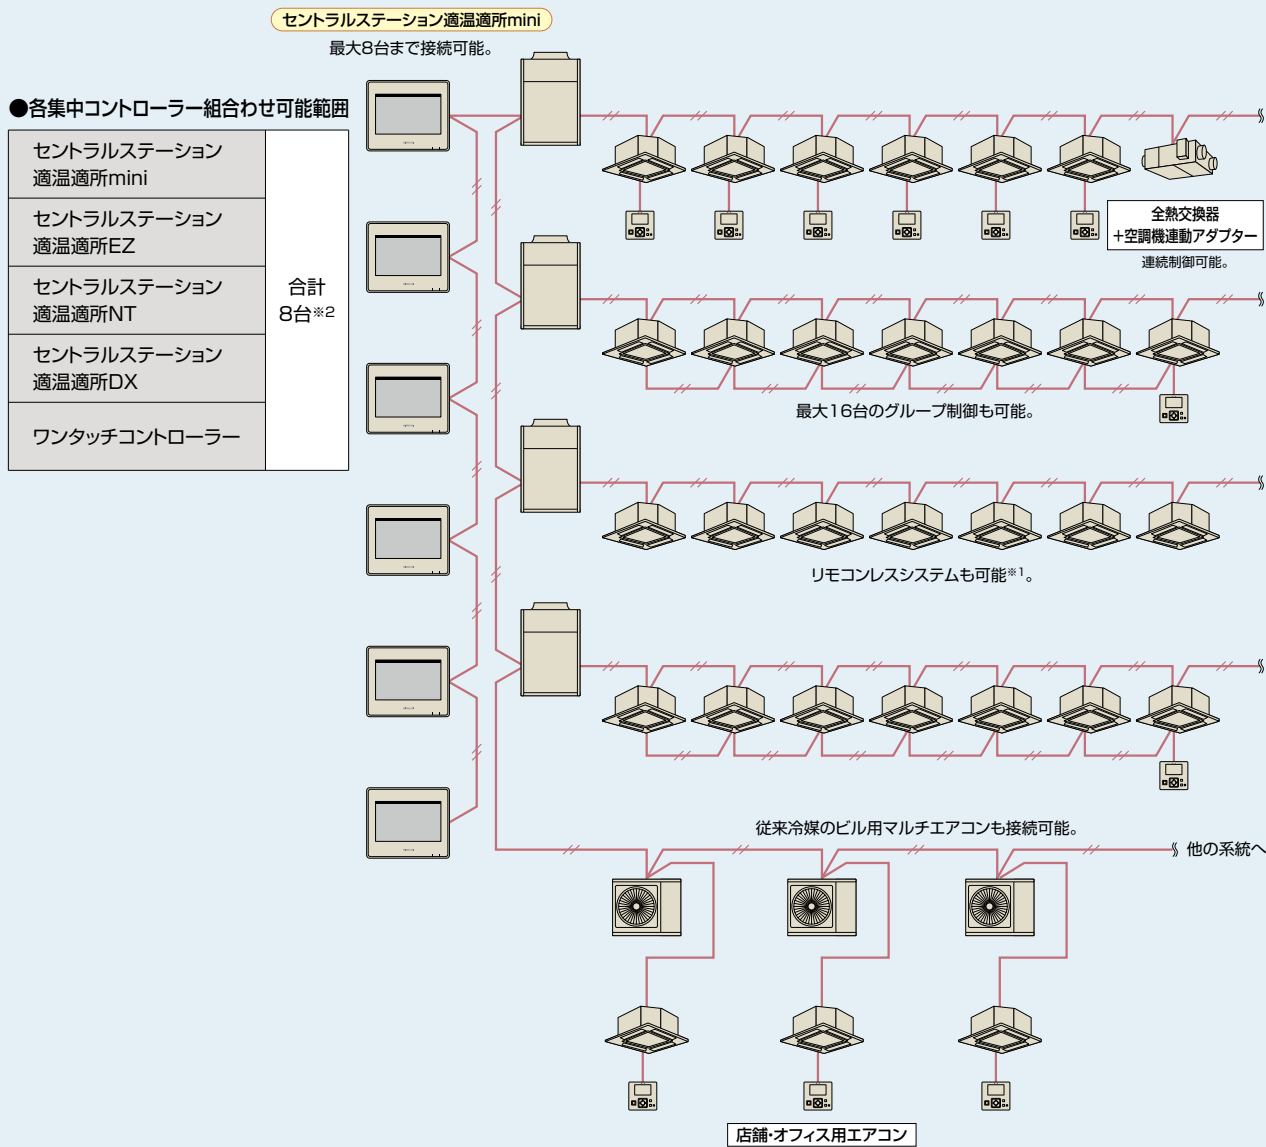 セントラルステーション適温適所mini
最大8台まで接続可能。
●各集中コントローラー組合わせ可能範囲
セントラルステーション
適温適所mini
セントラルステーション
適温適所EZ
セントラルステーション
適温適所NT
セントラルステーション
適温適所DX
ワンタッチコントローラー
合計
8台※2
全熱交換器
+空調機連動アダプター
連続制御可能。
最大16台のグループ制御も可能。
リモコンレスシステムも可能※1。
従来冷媒のビル用マルチエアコンも接続可能。
他の系統へ
店舗・オフィス用エアコン